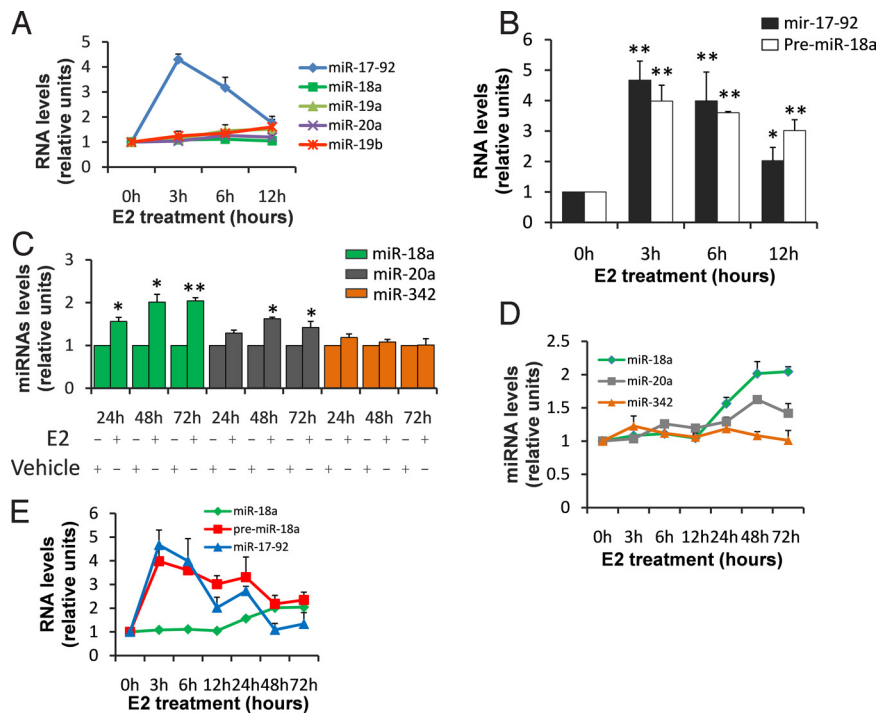 A
RNA levels
(relative units)
5
4
3
2
1
0
0h 3h 6h 12h
E2 treatment (hours)
miR-17-92
miR-18a
miR-19a
miR-20a
miR-19b
B
RNA levels
(relative units)
6
5
4
3
2
1
0
** ** ** ** * **
0h 3h 6h 12h
E2 treatment (hours)
mir-17-92
Pre-miR-18a
C
miRNAs levels
(relative units)
3
2
1
0
* * ** * *
miR-18a
miR-20a
miR-342
24h 48h 72h 24h 48h 72h 24h 48h 72h
E2 – + – + – + – + – + – + – + – + – +
Vehicle + – + – + – + – + – + – + – + – + –
D
miRNA levels
(relative units)
2.5
2
1.5
1
0.5
0
miR-18a
miR-20a
miR-342
0h 3h 6h 12h 24h 48h 72h
E2 treatment (hours)
E
RNA levels
(relative units)
6
5
4
3
2
1
0
miR-18a
pre-miR-18a
miR-17-92
0h 3h 6h 12h 24h 48h 72h
E2 treatment (hours)